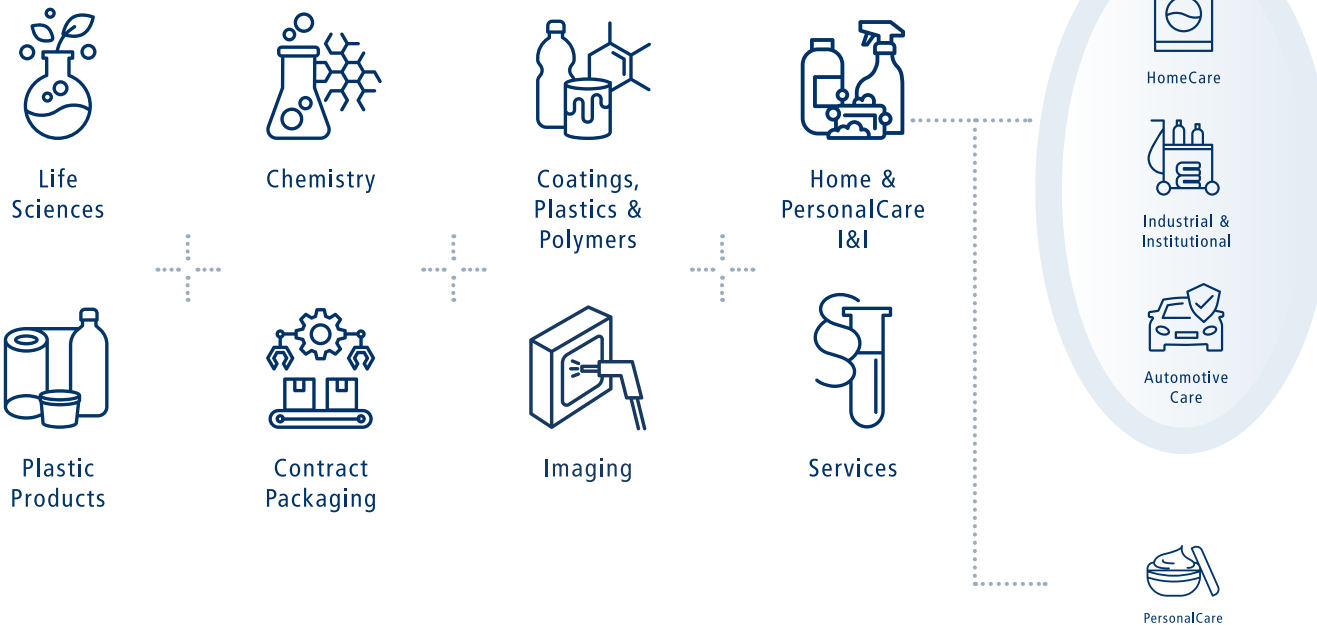 Life
Sciences
Chemistry
Coatings,
Plastics &
Polymers
Home &
PersonalCare
I&I
Plastic
Products
Contract
Packaging
Imaging
Services
HomeCare
Industrial &
Institutional
Automotive
Care
PersonalCare